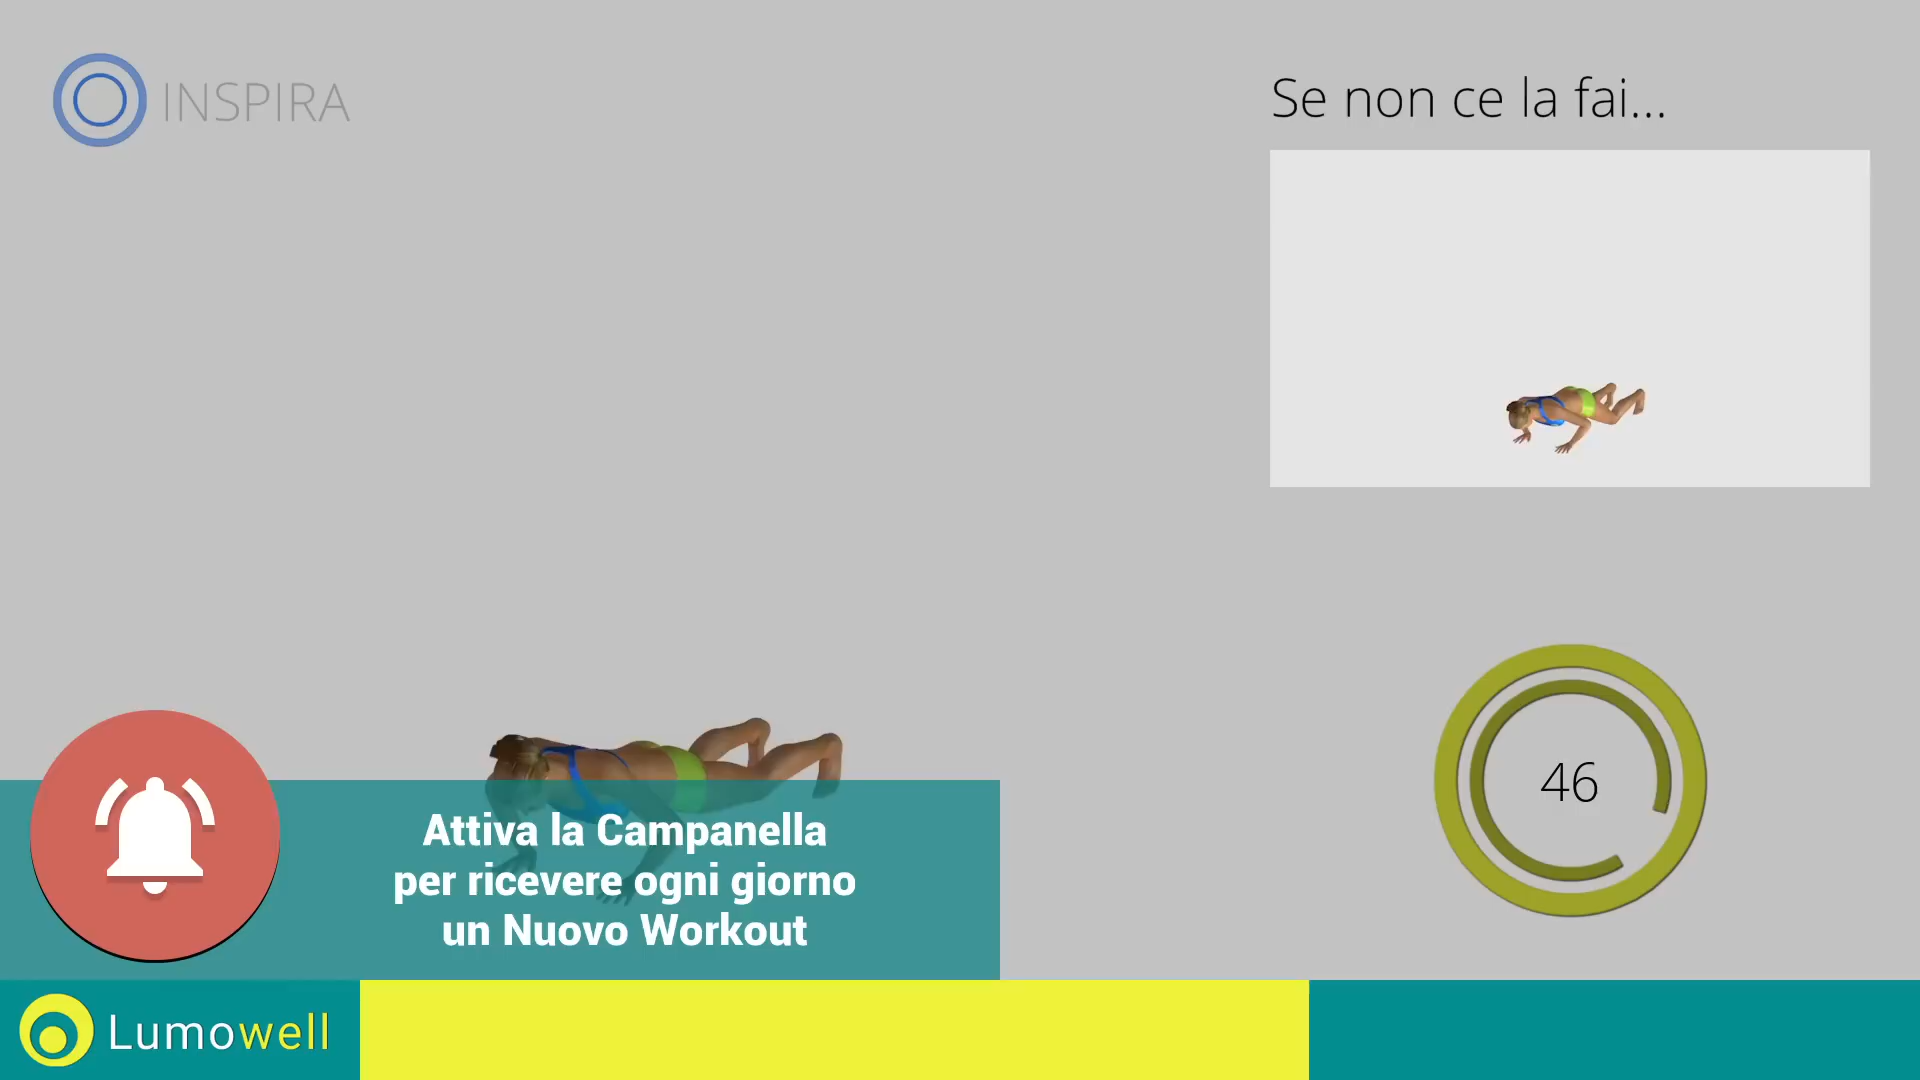 INSPIRA
Se non ce la fai...
46
Attiva la Campanella
per ricevere ogni giorno
un Nuovo Workout
Lumowell